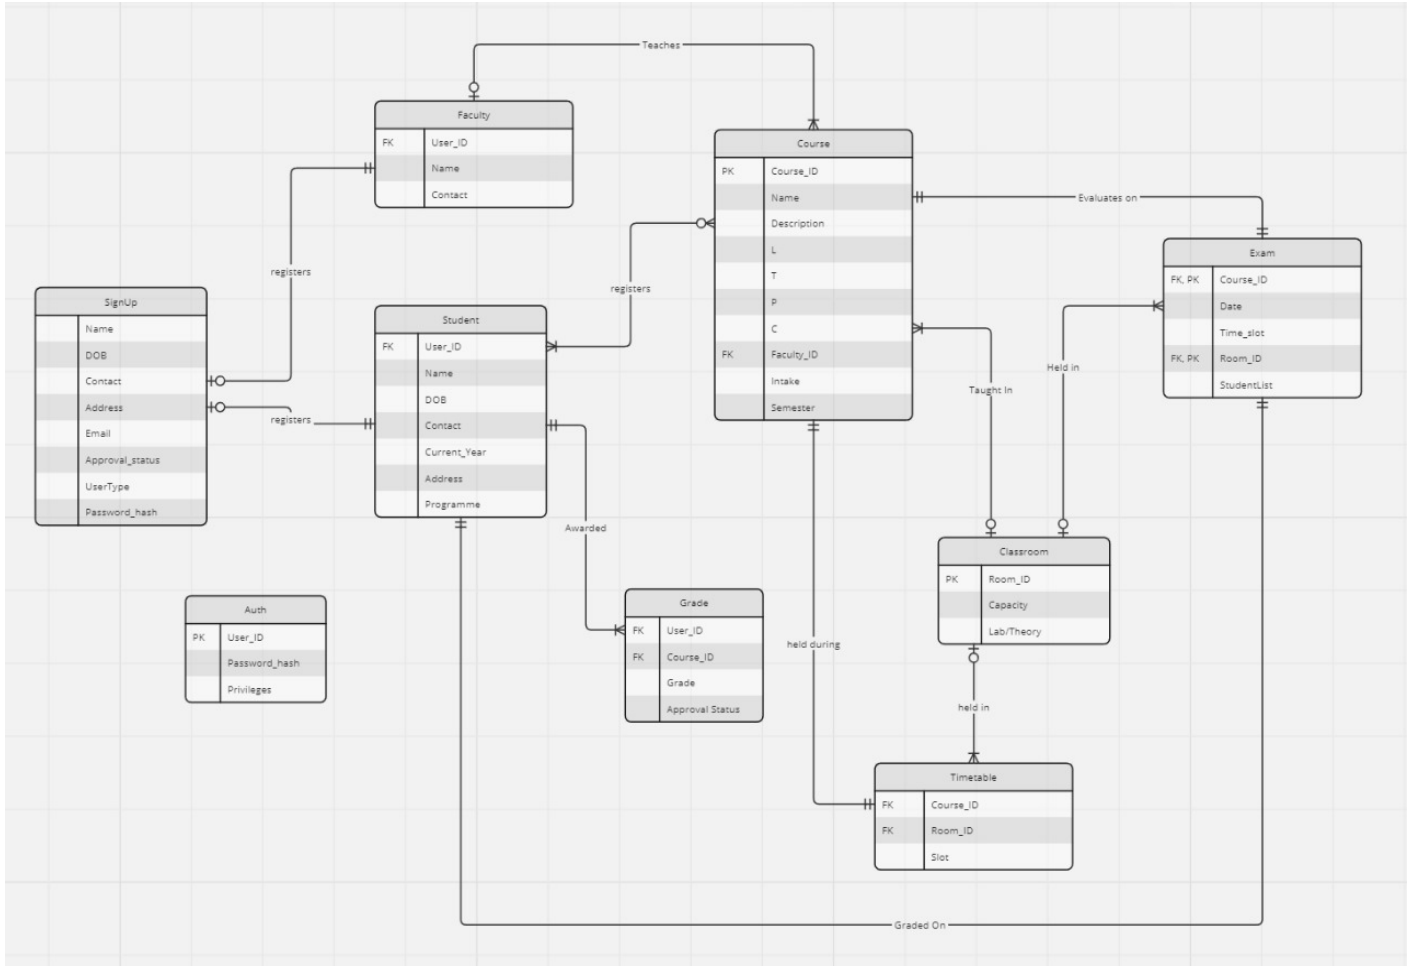 Teaches
Faculty
FK User_ID
Name
Contact
Course
PK Course_ID
Name
Description
L
T
P
C
FK Faculty_ID
Intake
Semester
Evaluates on
Exam
FK, PK Course_ID
Date
Time_slot
FK, PK Room_ID
StudentList
registers
registers
registers
SignUp
Name
DOB
Contact
Address
Email
Approval_status
UserType
Password_hash
Student
FK User_ID
Name
DOB
Contact
Current_Year
Address
Programme
Taught In
Held in
Awarded
Classroom
PK Room_ID
Capacity
Lab/Theory
Auth
PK User_ID
Password_hash
Privileges
Grade
FK User_ID
FK Course_ID
Grade
Approval Status
held during
held in
Timetable
FK Course_ID
FK Room_ID
Slot
Graded On